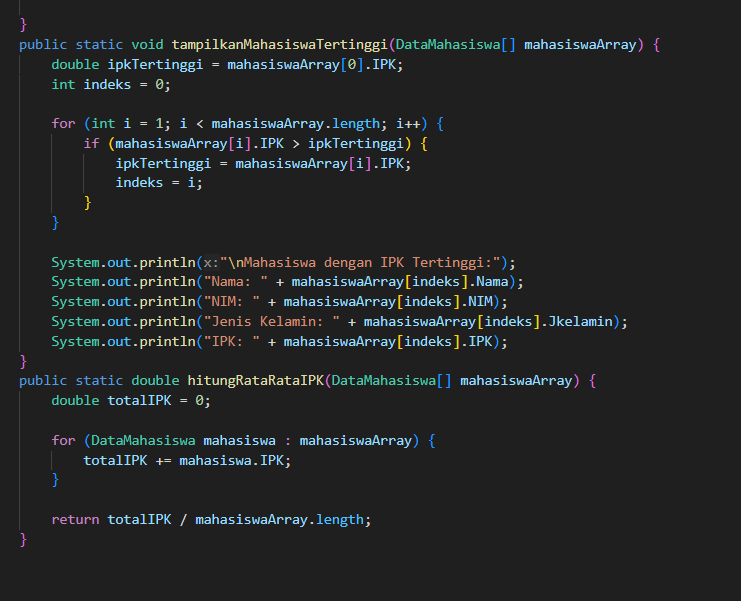 }
public static void tampilkanMahasiswaTertinggi(DataMahasiswa[] mahasiswaArray) {
    double ipkTertinggi = mahasiswaArray[0].IPK;
    int indeks = 0;

    for (int i = 1; i < mahasiswaArray.length; i++) {
        if (mahasiswaArray[i].IPK > ipkTertinggi) {
            ipkTertinggi = mahasiswaArray[i].IPK;
            indeks = i;
        }
    }

    System.out.println(x:"\nMahasiswa dengan IPK Tertinggi:");
    System.out.println("Nama: " + mahasiswaArray[indeks].Nama);
    System.out.println("NIM: " + mahasiswaArray[indeks].NIM);
    System.out.println("Jenis Kelamin: " + mahasiswaArray[indeks].Jkelamin);
    System.out.println("IPK: " + mahasiswaArray[indeks].IPK);
}
public static double hitungRataRataIPK(DataMahasiswa[] mahasiswaArray) {
    double totalIPK = 0;

    for (DataMahasiswa mahasiswa : mahasiswaArray) {
        totalIPK += mahasiswa.IPK;
    }

    return totalIPK / mahasiswaArray.length;
}